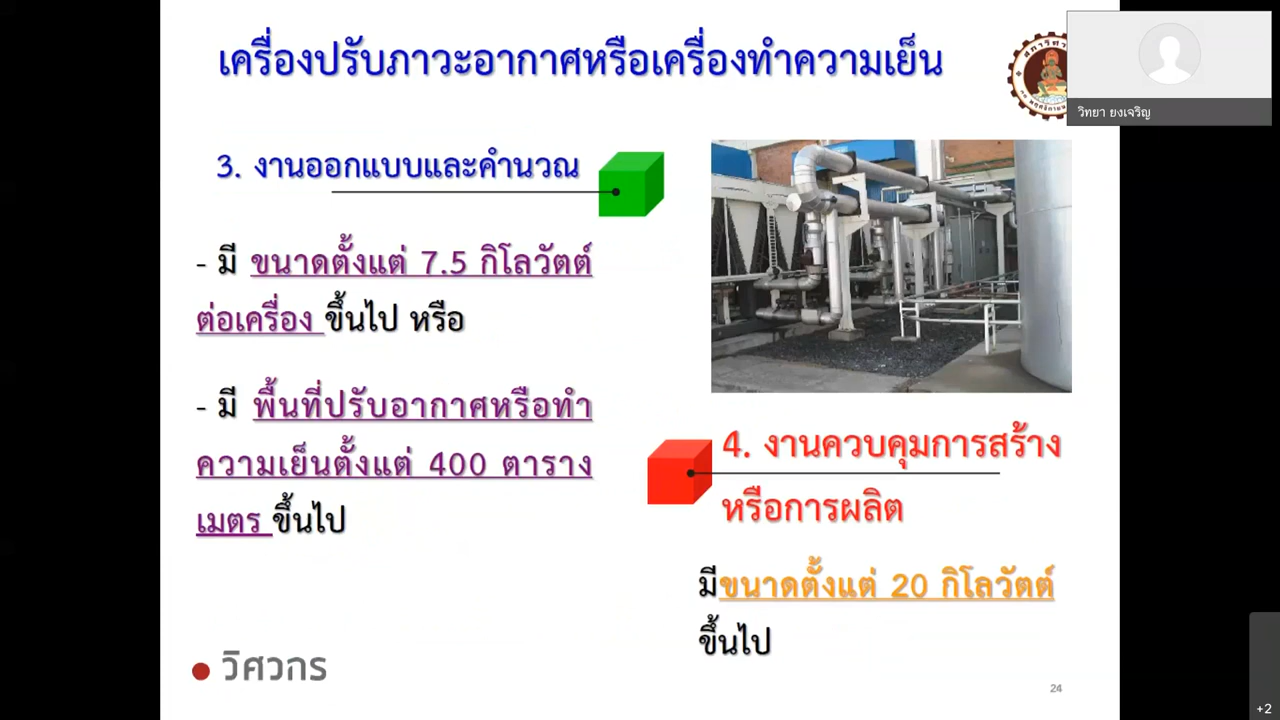 เครื่องปรับภาวะอากาศหรือเครื่องทำความเย็น
วิทยา ยงเจริญ
3. งานออกแบบและคำนวณ
- มี ขนาดตั้งแต่ 7.5 กิโลวัตต์
ต่อเครื่อง ขึ้นไป หรือ
- มี พื้นที่ปรับอากาศหรือทำ
ความเย็นตั้งแต่ 400 ตาราง
เมตร ขึ้นไป
4. งานควบคุมการสร้าง
หรือการผลิต
มีขนาดตั้งแต่ 20 กิโลวัตต์
ขึ้นไป
วิศวกร
24
+2